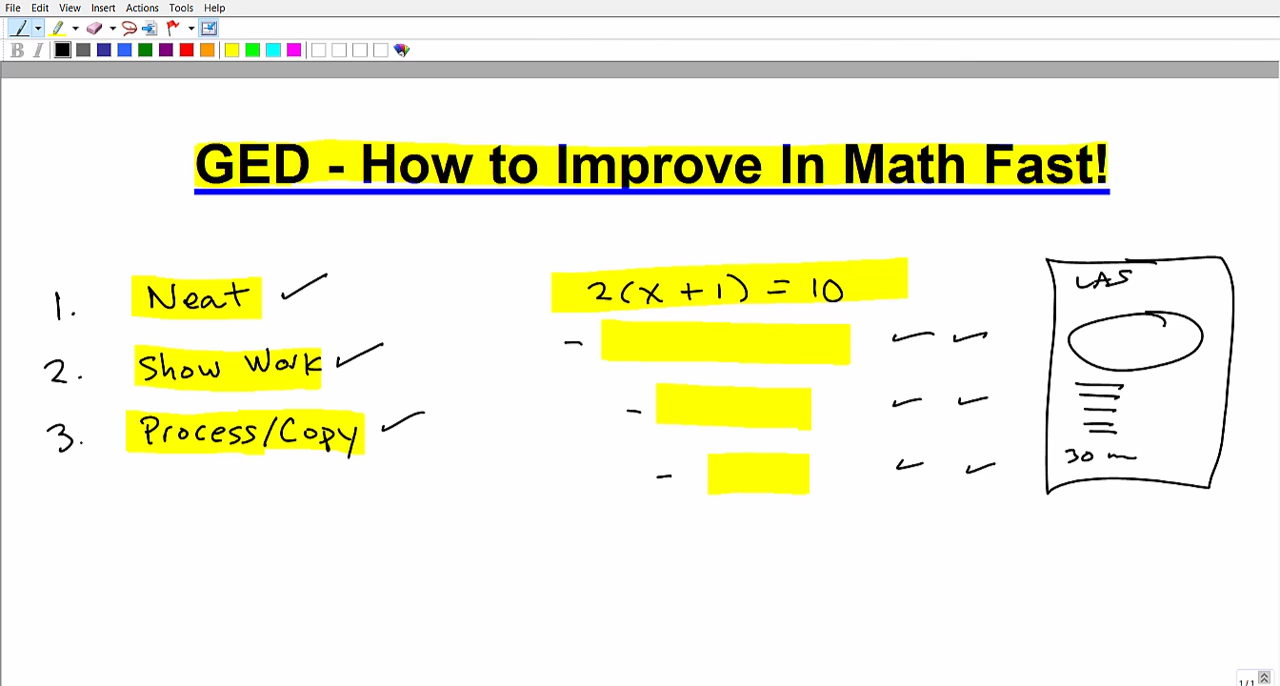 File Edit View Insert Actions Tools Help
B I
GED - How to Improve In Math Fast!
1. Neat
2. Show Work
3. Process/Copy
2(x + 1) = 10
LAS
30 m
1/1